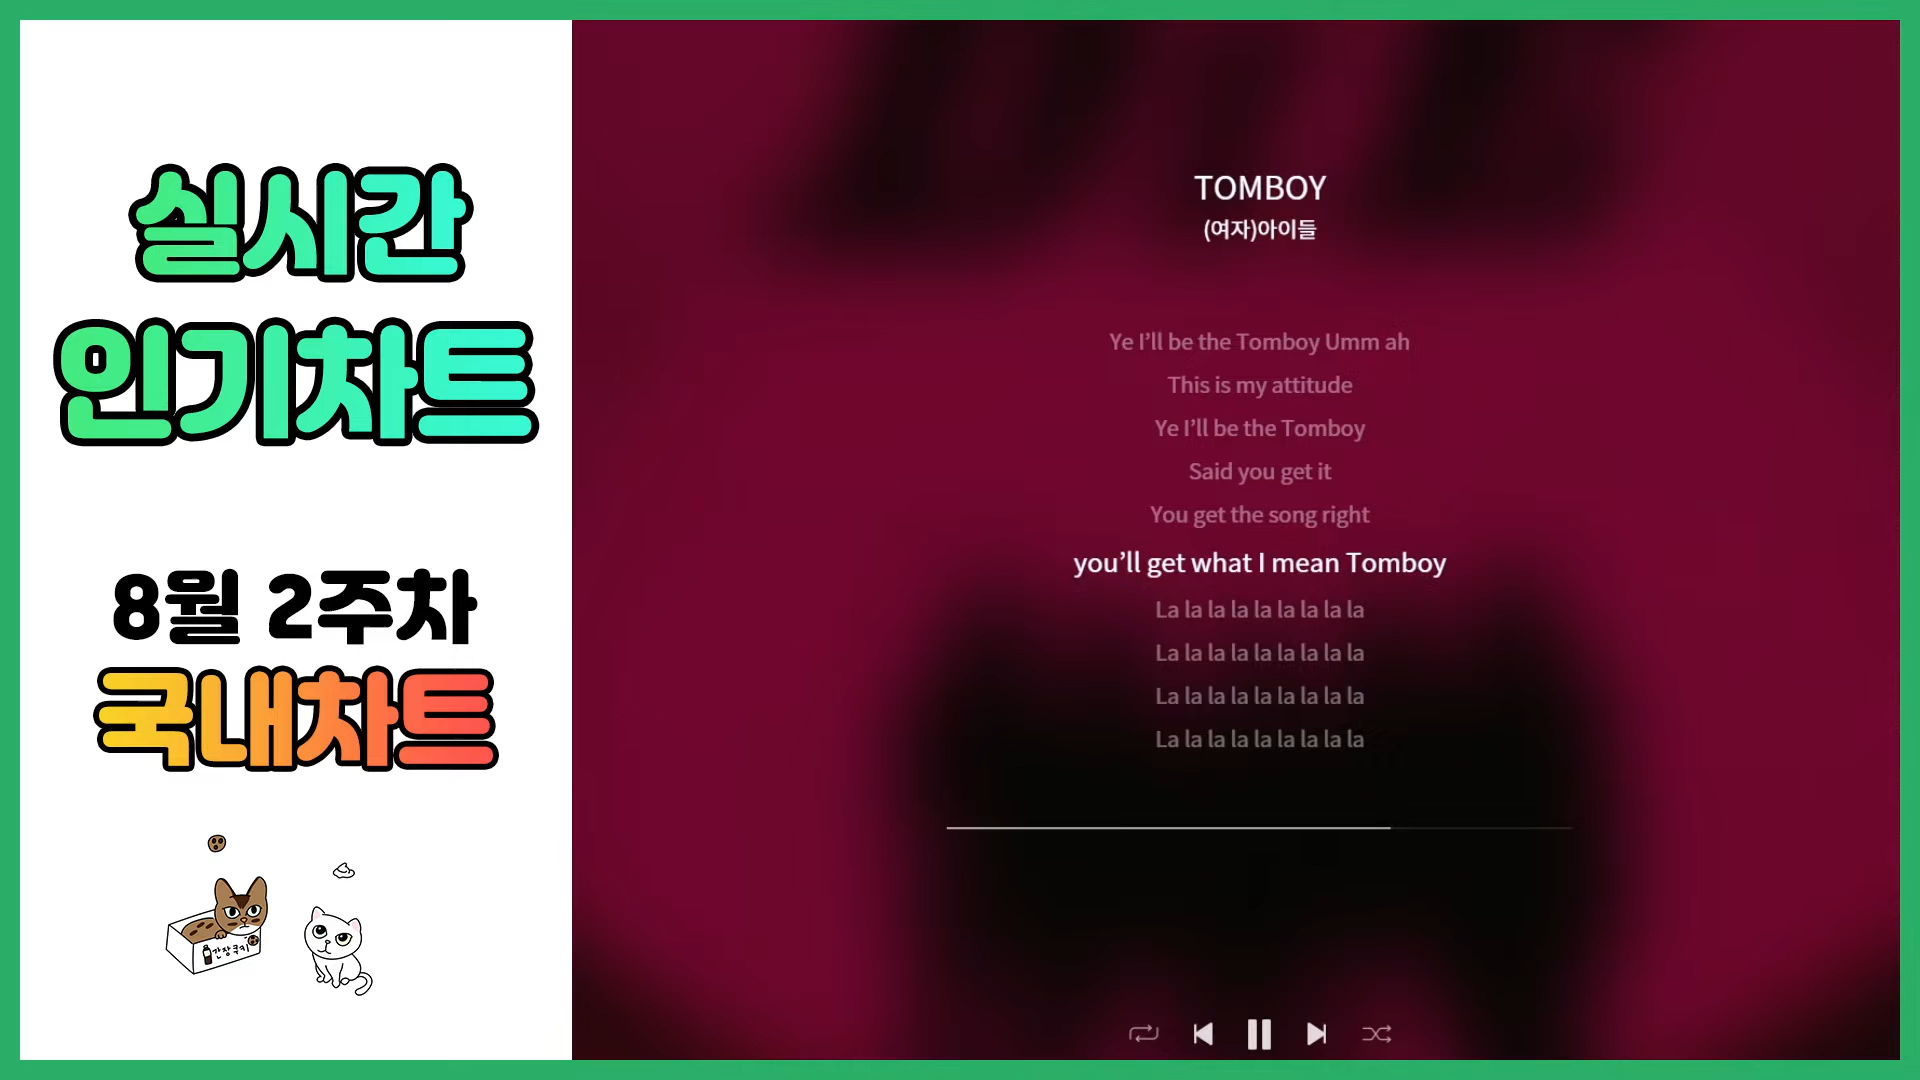 실시간
인기차트
8월 2주차
국내차트
간장쿠키
TOMBOY
(여자)아이들
Ye I’ll be the Tomboy Umm ah
This is my attitude
Ye I’ll be the Tomboy
Said you get it
You get the song right
you’ll get what I mean Tomboy
La la la la la la la la la
La la la la la la la la la
La la la la la la la la la
La la la la la la la la la